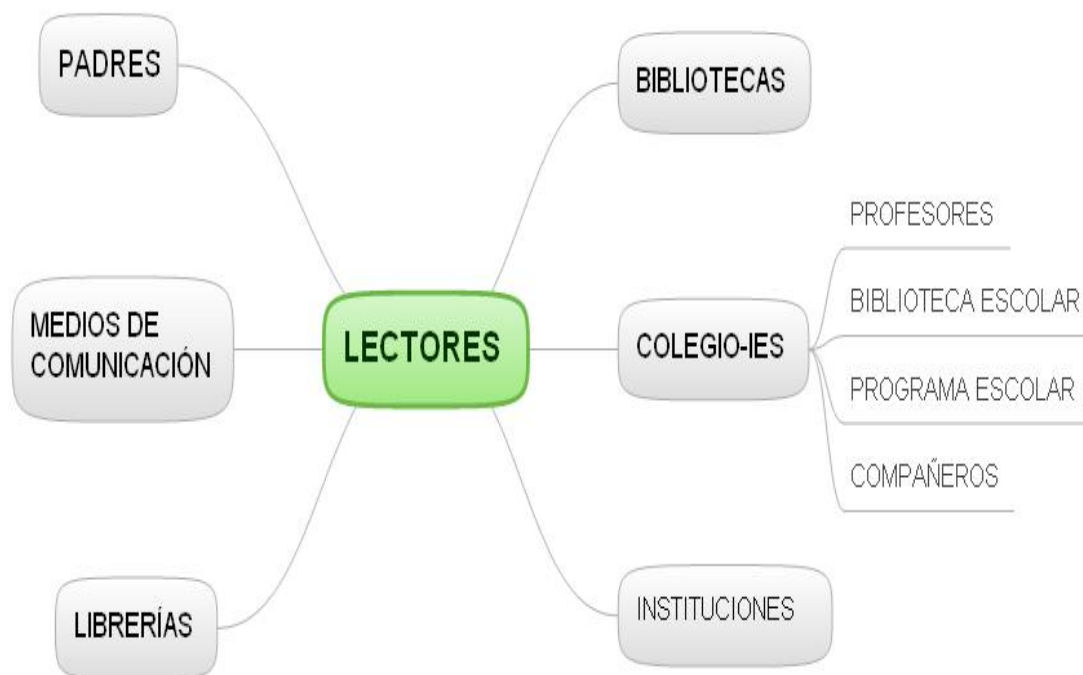 PADRES
BIBLIOTECAS
PROFESORES
BIBLIOTECA ESCOLAR
MEDIOS DE
COMUNICACIÓN
LECTORES
COLEGIO-IES
PROGRAMA ESCOLAR
COMPAÑEROS
LIBRERÍAS
INSTITUCIONES